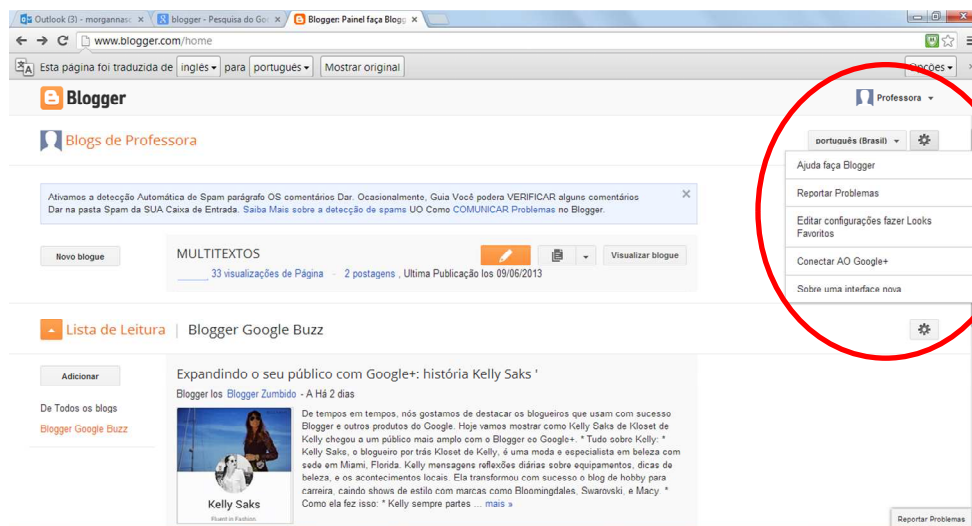 Outlook (3) - morgannasc
blogger - Pesquisa do Goo
Blogger: Painel faça Blogg
www.blogger.com/home
Esta página foi traduzida de inglês para português Mostrar original Opções
Blogger
Professora
Blogs de Professora
português (Brasil)
Ajuda faça Blogger
Reportar Problemas
Editar configurações fazer Looks
Favoritos
Conectar AO Google+
Sobre uma interface nova
Ativamos a detecção Automática de Spam parágrafo OS comentários Dar. Ocasionalmente, Guia Você podera VERIFICAR alguns comentários
Dar na pasta Spam da SUA Caixa de Entrada. Saiba Mais sobre a detecção de spams UO Como COMUNICAR Problemas no Blogger.
Novo blogue
MULTITEXTOS
Visualizar blogue
33 visualizações de Página - 2 postagens , Ultima Publicação los 09/06/2013
Lista de Leitura | Blogger Google Buzz
Adicionar
De Todos os blogs
Blogger Google Buzz
Expandindo o seu público com Google+: história Kelly Saks '
Blogger los Blogger Zumbido - A Há 2 dias
De tempos em tempos, nós gostamos de destacar os blogueiros que usam com sucesso
Blogger e outros produtos do Google. Hoje vamos mostrar como Kelly Saks de Kloset de
Kelly chegou a um público mais amplo com o Blogger eo Google+. * Tudo sobre Kelly: *
Kelly Saks, o blogueiro por trás Kloset de Kelly, é uma moda e especialista em beleza com
sede em Miami, Florida. Kelly mensagens reflexões diárias sobre equipamentos, dicas de
beleza, e os acontecimentos locais. Ela transformou com sucesso o blog de hobby para
carreira, caindo shows de estilo com marcas como Bloomingdales, Swarovski, e Macy. *
Como ela fez isso: * Kelly sempre partes ... mais »
Kelly Saks
Fluent in Fashion
Reportar Problemas